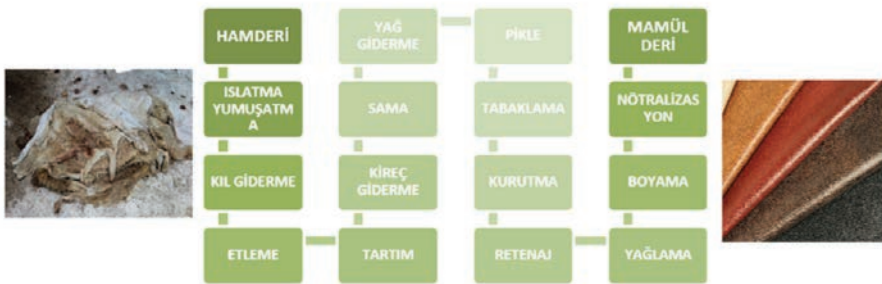 HAMDERİ
ISLATMA
YUMUŞATM
A
KIL GİDERME
ETLEME
TARTIM
KİREÇ
GİDERME
SAMA
YAĞ
GİDERME
PİKLE
TABAKLAMA
KURUTMA
RETENAJ
YAĞLAMA
BOYAMA
NÖTRALİZAS
YON
MAMÜL
DERİ